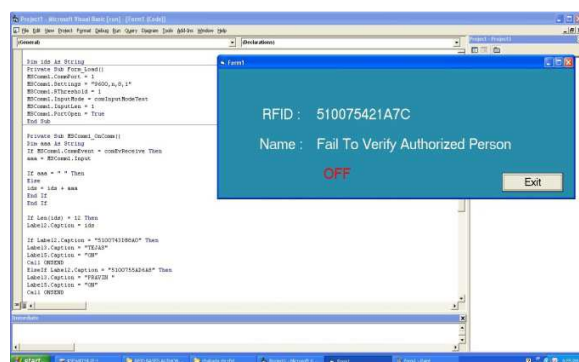 Project1 - Microsoft Visual Basic [run] - [Form1 (Code)]
File Edit View Project Format Debug Run Query Diagram Tools Add-Ins Window Help
(General)
(Declarations)
Project - Project1
Dim ids As String
Private Sub Form_Load()
MSComm1.CommPort = 1
MSComm1.Settings = "9600,n,8,1"
MSComm1.RThreshold = 1
MSComm1.InputMode = comInputModeText
MSComm1.InputLen = 1
MSComm1.PortOpen = True
End Sub
Private Sub MSComm1_OnComm()
Dim aaa As String
If MSComm1.CommEvent = comEvReceive Then
aaa = MSComm1.Input
If aaa = " " Then
Else
ids = ids + aaa
End If
End If
If Len(ids) = 12 Then
Label2.Caption = ids
If Label2.Caption = Then
Label3.Caption = "TEJAS"
Label5.Caption = "ON"
Call ONSEND
ElseIf Label2.Caption = Then
Label3.Caption = "PRAVIN "
Label5.Caption = "ON"
Call ONSEND
Form1
RFID : 510075421A7C
Name : Fail To Verify Authorized Person
OFF
Exit
Immediate
start